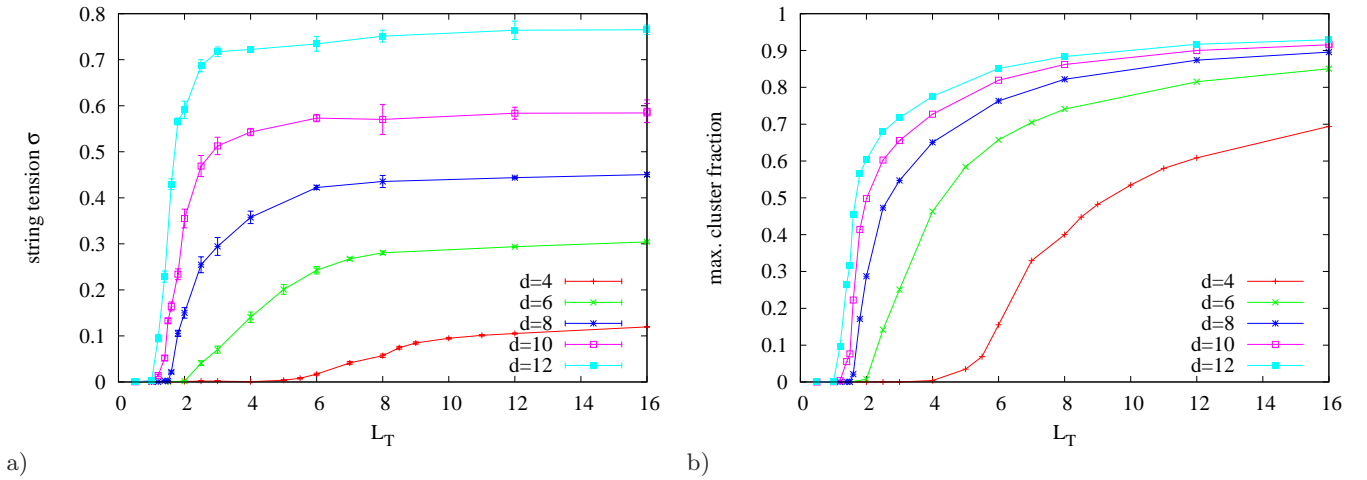 0.8
0.7
0.6
0.5
0.4
0.3
0.2
0.1
0
string tension σ
0 2 4 6 8 10 12 14 16
L_T
d=4
d=6
d=8
d=10
d=12
a)
1
0.9
0.8
0.7
0.6
0.5
0.4
0.3
0.2
0.1
0
max. cluster fraction
0 2 4 6 8 10 12 14 16
L_T
d=4
d=6
d=8
d=10
d=12
b)